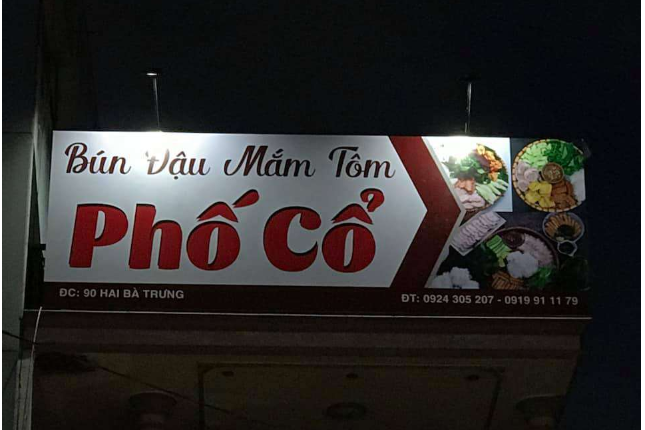 Bún Đậu Mắm Tôm
Phố Cổ
ĐC: 90 HAI BÀ TRƯNG
ĐT: 0924 305 207 - 0919 91 11 79